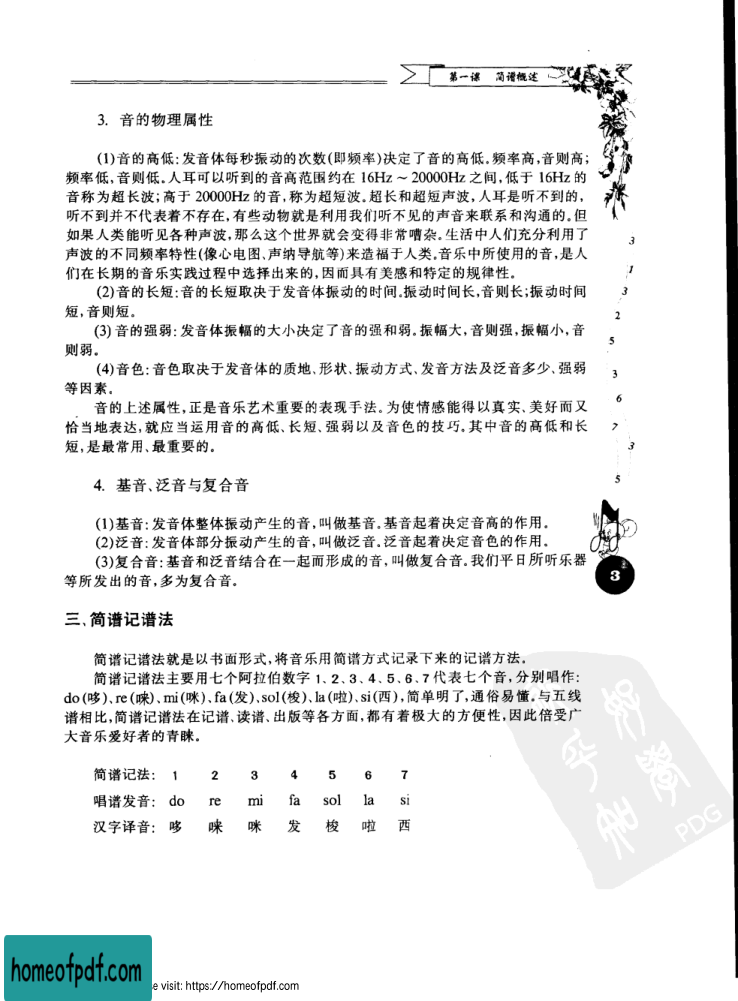 第一课 简谱概述
3. 音的物理属性
(1)音的高低:发音体每秒振动的次数(即频率)决定了音的高低。频率高,音则高;
频率低,音则低。人耳可以听到的音高范围约在 16Hz ~ 20000Hz 之间,低于 16Hz 的
音称为超长波;高于 20000Hz 的音,称为超短波。超长和超短声波,人耳是听不到的,
听不到并不代表着不存在,有些动物就是利用我们听不见的声音来联系和沟通的。但
如果人类能听见各种声波,那么这个世界就会变得非常嘈杂。生活中人们充分利用了
声波的不同频率特性(像心电图、声纳导航等)来造福于人类。音乐中所使用的音,是人
们在长期的音乐实践过程中选择出来的,因而具有美感和特定的规律性。
(2)音的长短:音的长短取决于发音体振动的时间。振动时间长,音则长;振动时间
短,音则短。
(3)音的强弱:发音体振幅的大小决定了音的强和弱。振幅大,音则强,振幅小,音
则弱。
(4)音色:音色取决于发音体的质地、形状、振动方式、发音方法及泛音多少、强弱
等因素。
音的上述属性,正是音乐艺术重要的表现手法。为使情感能得以真实、美好而又
恰当地表达,就应当运用音的高低、长短、强弱以及音色的技巧。其中音的高低和长
短,是最常用、最重要的。
4. 基音、泛音与复合音
(1)基音:发音体整体振动产生的音,叫做基音。基音起着决定音高的作用。
(2)泛音:发音体部分振动产生的音,叫做泛音。泛音起着决定音色的作用。
(3)复合音:基音和泛音结合在一起而形成的音,叫做复合音。我们平日所听乐器
等所发出的音,多为复合音。
三、简谱记谱法
简谱记谱法就是以书面形式,将音乐用简谱方式记录下来的记谱方法。
简谱记谱法主要用七个阿拉伯数字 1、2、3、4、5、6、7 代表七个音,分别唱作:
do(哆)、re(唻)、mi(咪)、fa(发)、sol(梭)、la(啦)、si(西),简单明了,通俗易懂。与五线
谱相比,简谱记谱法在记谱、读谱、出版等各方面,都有着极大的方便性,因此倍受广
大音乐爱好者的青睐。
简谱记法: 1 2 3 4 5 6 7
唱谱发音: do re mi fa sol la si
汉字译音: 哆 唻 咪 发 梭 啦 西
3
1
3
2
5
3
6
7
3
5
3
PDG
homeofpdf.com
e visit: https://homeofpdf.com